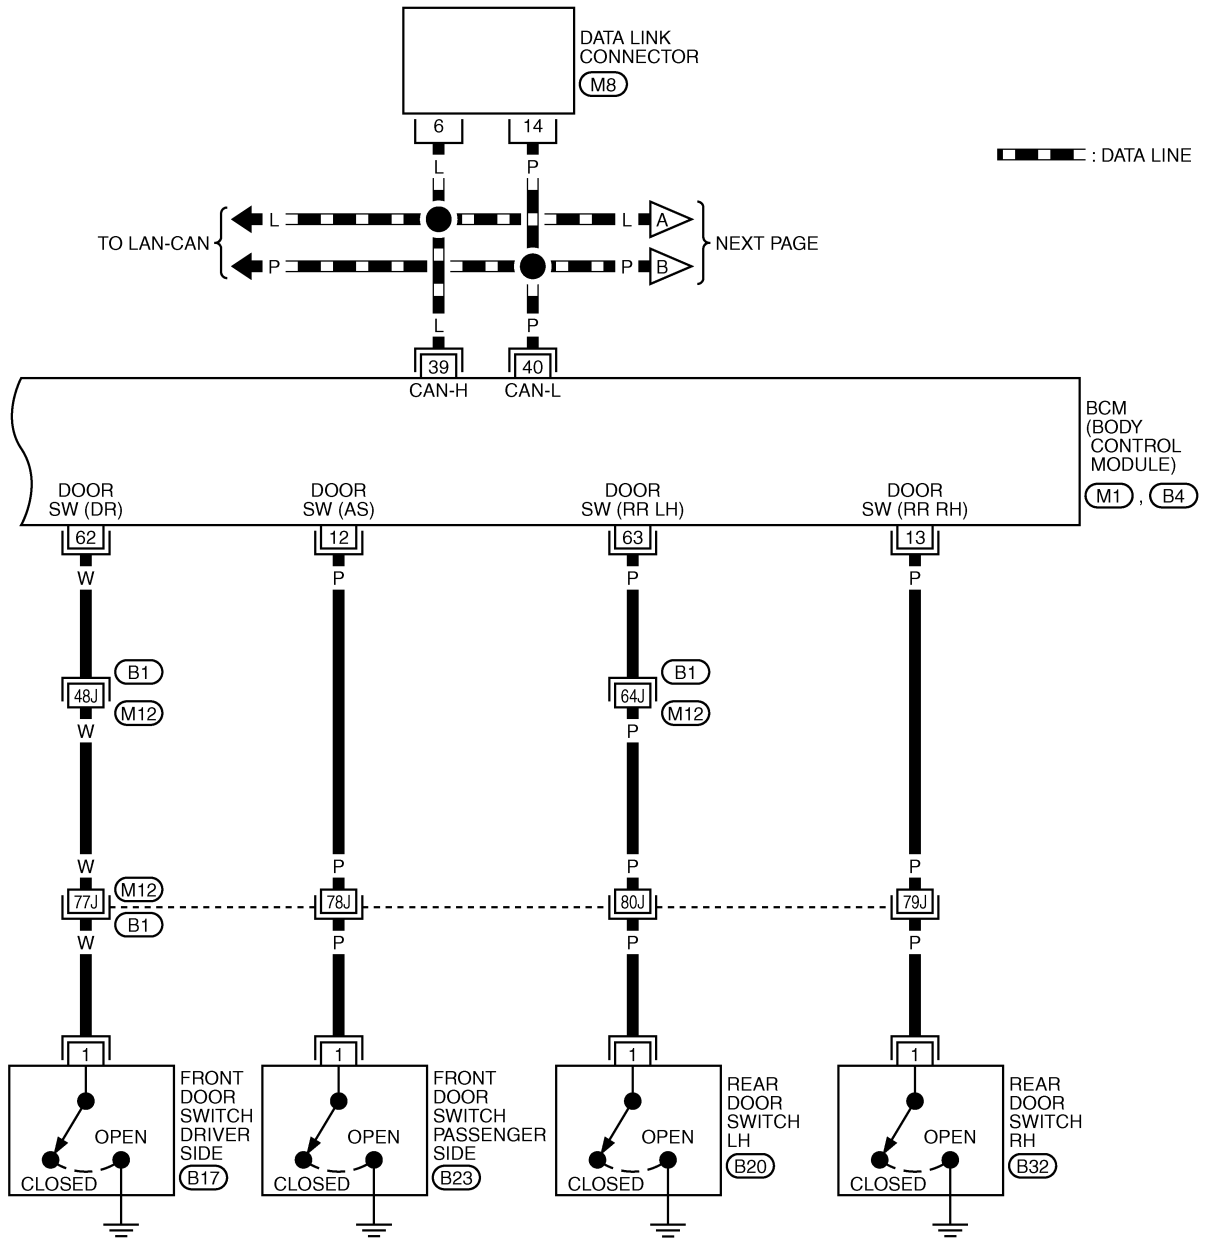 DATA LINK
CONNECTOR
M8
6
14
L
P
: DATA LINE
L
L
A
TO LAN-CAN
NEXT PAGE
P
P
B
L
P
39
40
CAN-H
CAN-L
BCM
(BODY
CONTROL
MODULE)
M1 , B4
DOOR
SW (DR)
DOOR
SW (AS)
DOOR
SW (RR LH)
DOOR
SW (RR RH)
62
12
63
13
W
P
P
P
B1
B1
48J
64J
M12
M12
W
P
W
P
P
P
M12
77J
78J
80J
79J
B1
W
P
P
P
1
1
1
1
FRONT
DOOR
SWITCH
DRIVER
SIDE
B17
OPEN
CLOSED
FRONT
DOOR
SWITCH
PASSENGER
SIDE
B23
OPEN
CLOSED
REAR
DOOR
SWITCH
LH
B20
OPEN
CLOSED
REAR
DOOR
SWITCH
RH
B32
OPEN
CLOSED